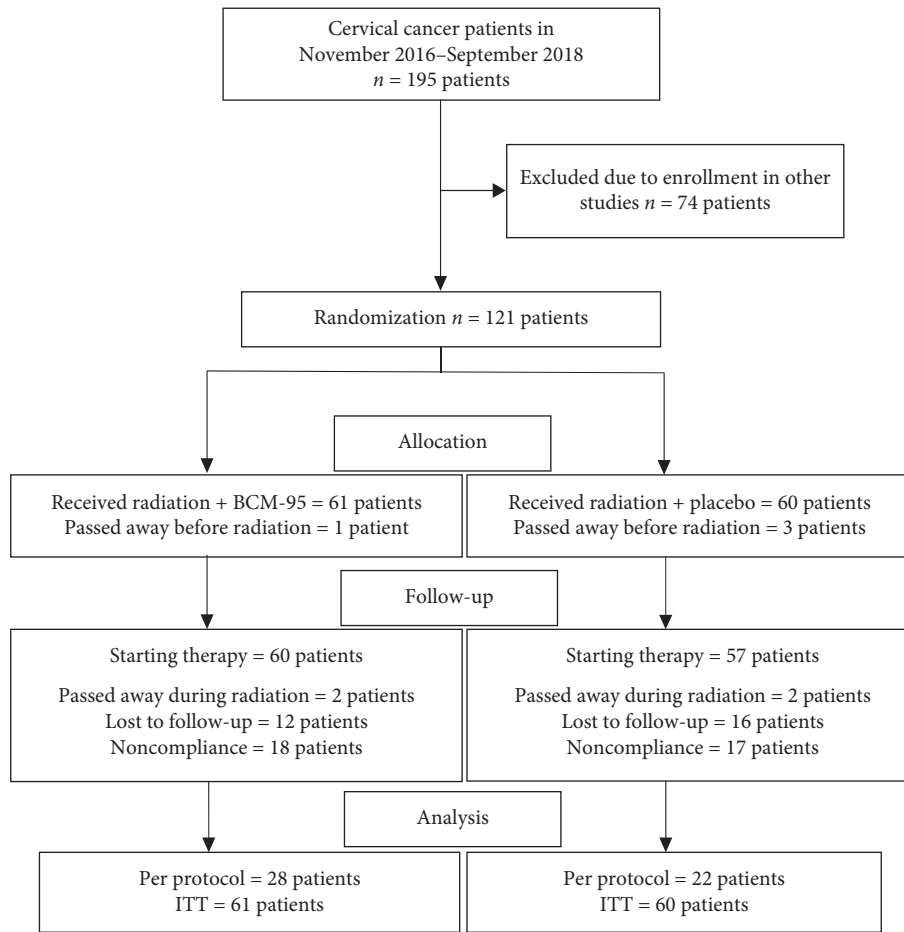 Cervical cancer patients in
November 2016–September 2018
n = 195 patients
Excluded due to enrollment in other
studies n = 74 patients
Randomization n = 121 patients
Allocation
Received radiation + BCM-95 = 61 patients
Passed away before radiation = 1 patient
Received radiation + placebo = 60 patients
Passed away before radiation = 3 patients
Follow-up
Starting therapy = 60 patients
Passed away during radiation = 2 patients
Lost to follow-up = 12 patients
Noncompliance = 18 patients
Starting therapy = 57 patients
Passed away during radiation = 2 patients
Lost to follow-up = 16 patients
Noncompliance = 17 patients
Analysis
Per protocol = 28 patients
ITT = 61 patients
Per protocol = 22 patients
ITT = 60 patients